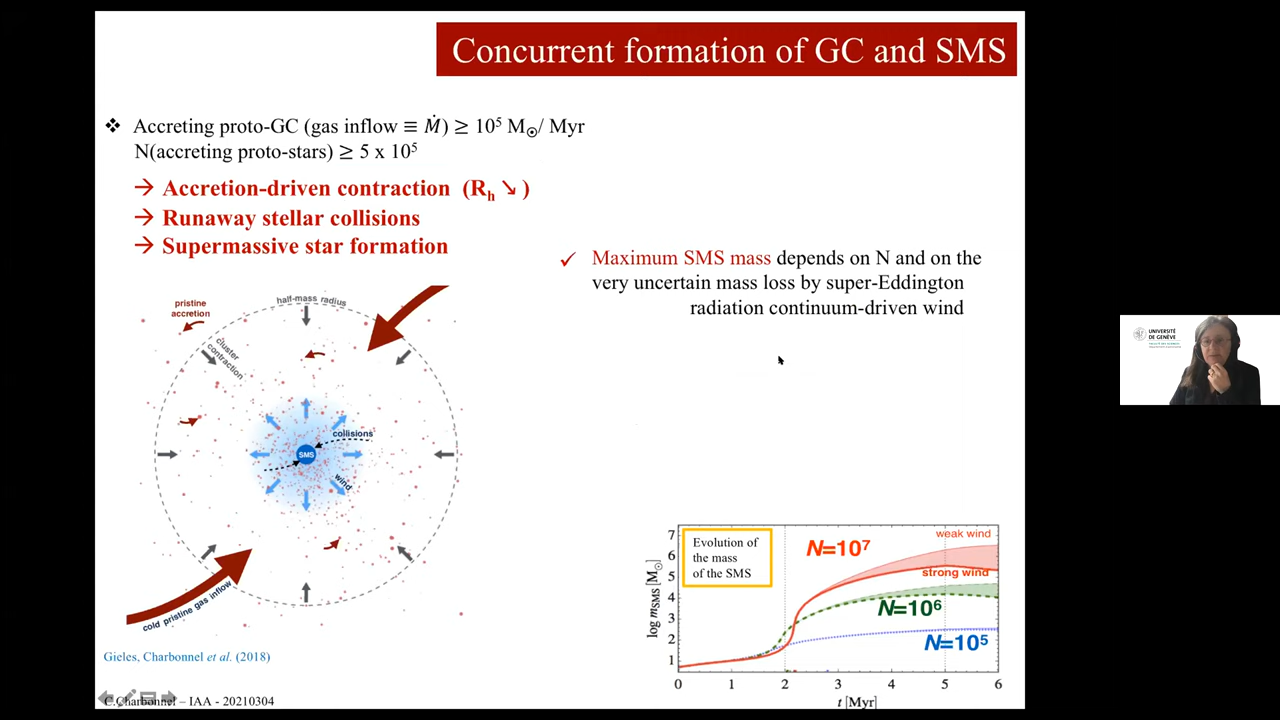 Concurrent formation of GC and SMS
❖ Accreting proto-GC (gas inflow ≡ Ṁ) ≥ 10⁵ M☉/ Myr
N(accreting proto-stars) ≥ 5 x 10⁵
→ Accretion-driven contraction (Rₕ ↘ )
→ Runaway stellar collisions
→ Supermassive star formation
✓ Maximum SMS mass depends on N and on the
very uncertain mass loss by super-Eddington
radiation continuum-driven wind
pristine
accretion
half-mass radius
cluster
contraction
collisions
SMS
wind
cold pristine gas inflow
Gieles, Charbonnel et al. (2018)
C.Charbonnel – IAA - 20210304
Evolution of
the mass
of the SMS
N=10⁷
weak wind
strong wind
N=10⁶
N=10⁵
log mSMS [M☉]
7
6
5
4
3
2
1
0 1 2 3 4 5 6
t [Myr]
UNIVERSITÉ
DE GENÈVE